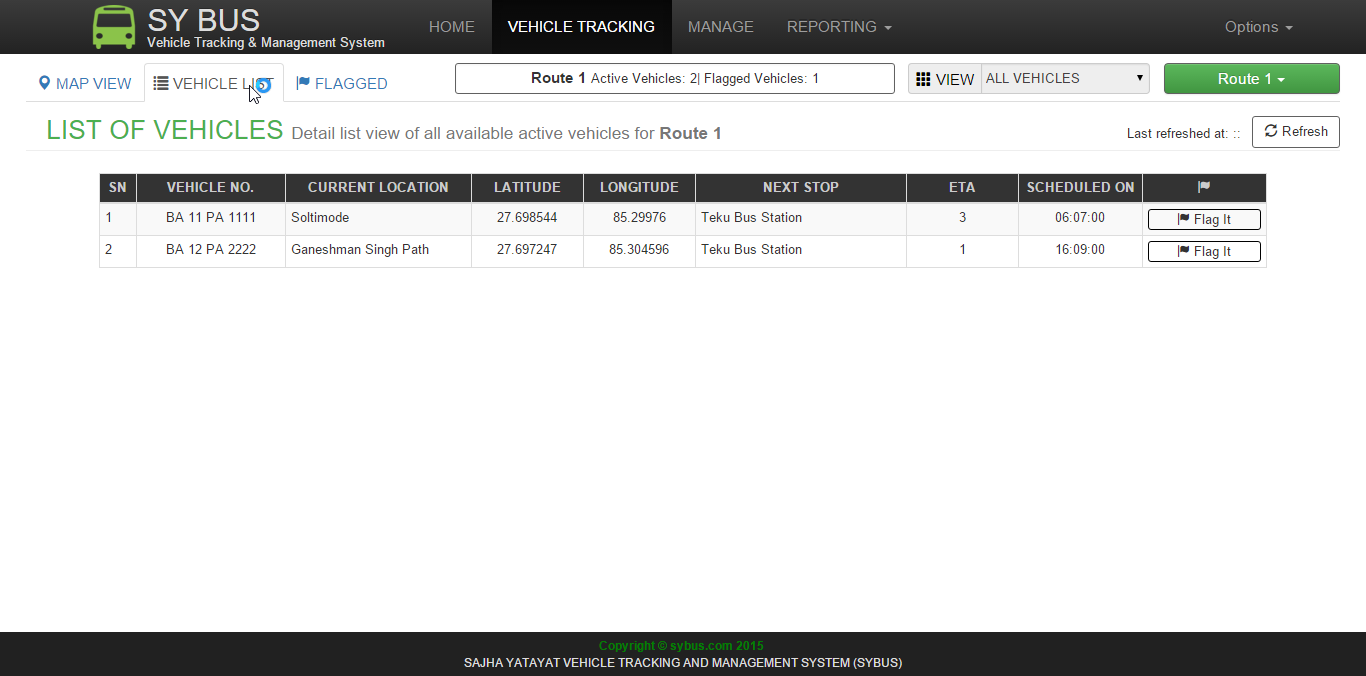 SY BUS
Vehicle Tracking & Management System
HOME
VEHICLE TRACKING
MANAGE
REPORTING
Options
MAP VIEW
VEHICLE LIST
FLAGGED
Route 1 Active Vehicles: 2| Flagged Vehicles: 1
VIEW
ALL VEHICLES
Route 1
LIST OF VEHICLES Detail list view of all available active vehicles for Route 1
Last refreshed at: ::
Refresh
SN VEHICLE NO. CURRENT LOCATION LATITUDE LONGITUDE NEXT STOP ETA SCHEDULED ON
1 BA 11 PA 1111 Soltimode 27.698544 85.29976 Teku Bus Station 3 06:07:00 Flag It
2 BA 12 PA 2222 Ganeshman Singh Path 27.697247 85.304596 Teku Bus Station 1 16:09:00 Flag It
Copyright © sybus.com 2015
SAJHA YATAYAT VEHICLE TRACKING AND MANAGEMENT SYSTEM (SYBUS)